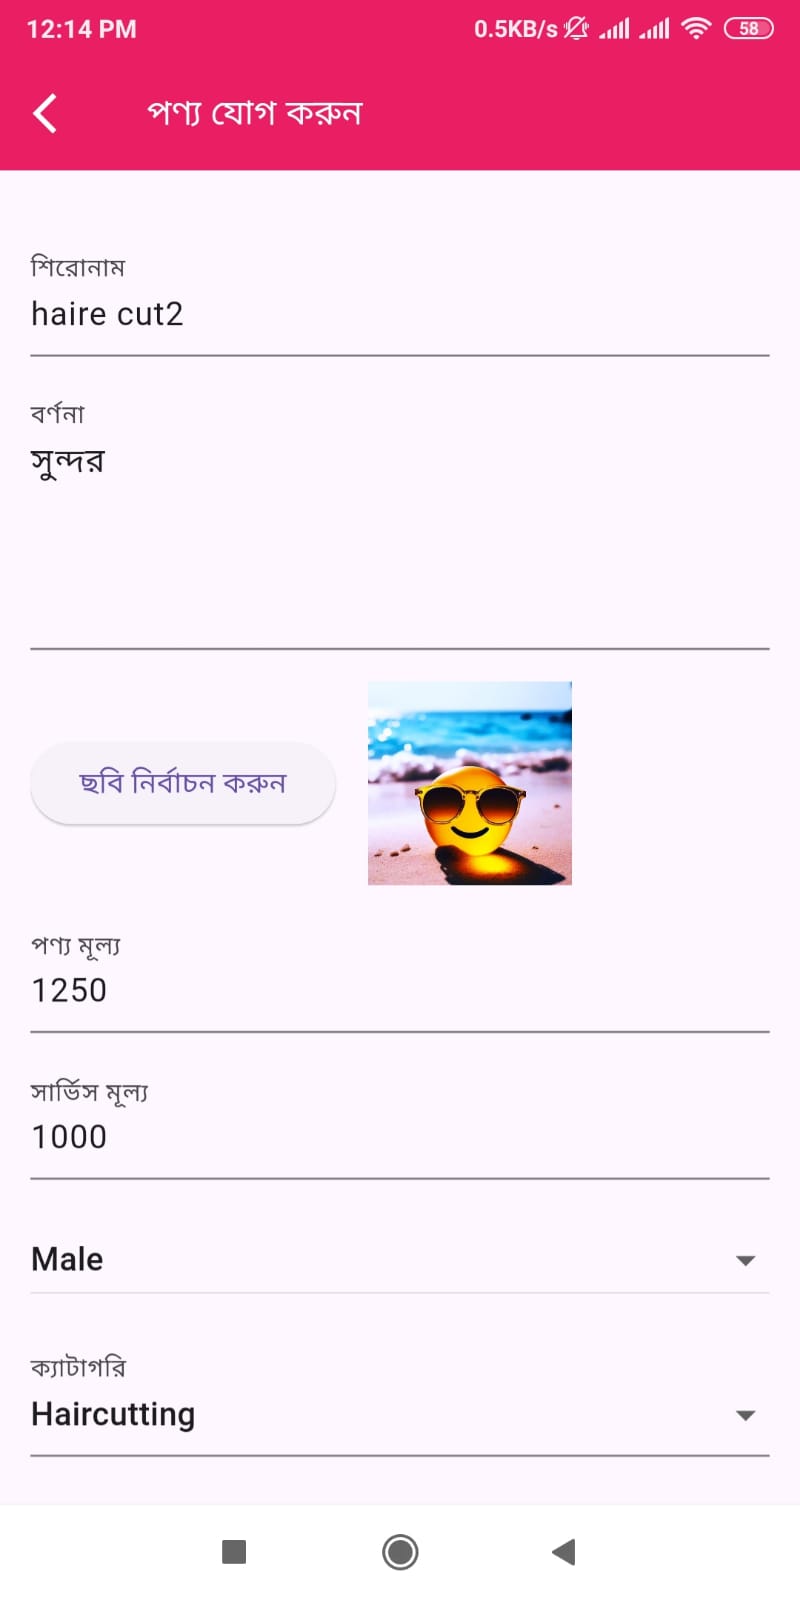 12:14 PM 0.5KB/s 58
পণ্য যোগ করুন
শিরোনাম
haire cut2
বর্ণনা
সুন্দর
ছবি নির্বাচন করুন
পণ্য মূল্য
1250
সার্ভিস মূল্য
1000
Male
ক্যাটাগরি
Haircutting